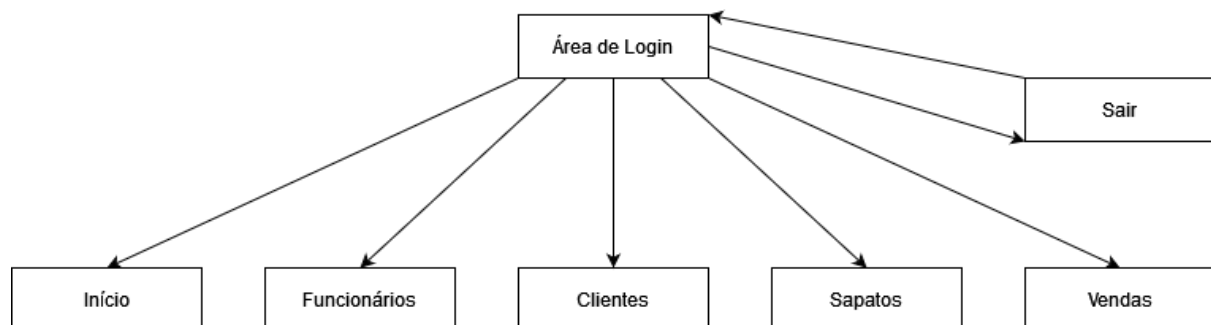 Área de Login
Sair
Início
Funcionários
Clientes
Sapatos
Vendas